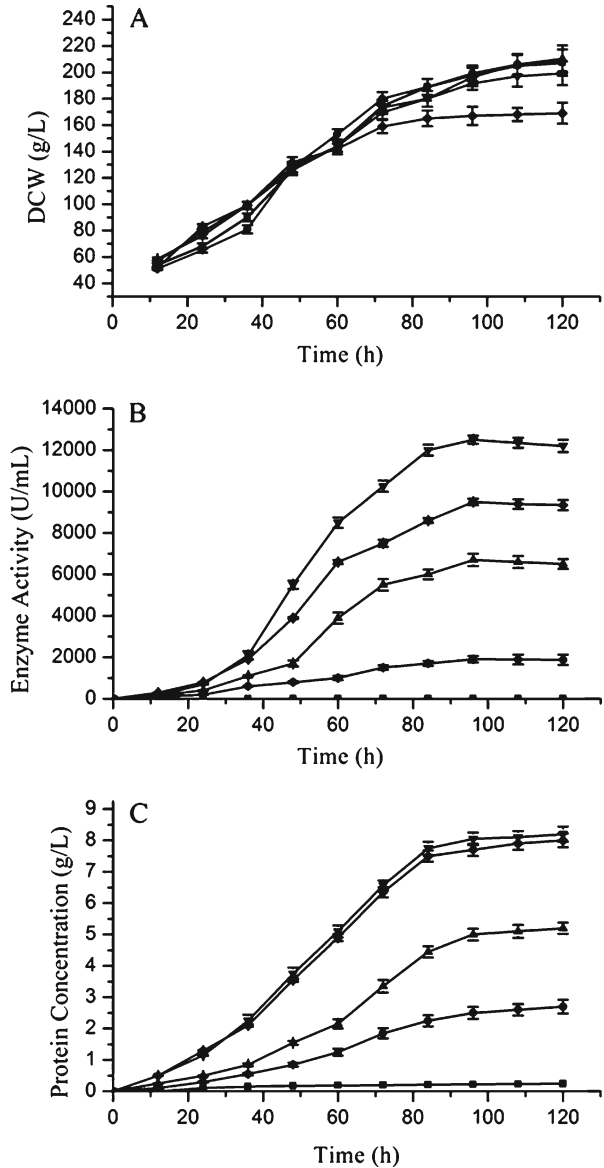 A
DCW (g/L)
240
220
200
180
160
140
120
100
80
60
40
0 20 40 60 80 100 120
Time (h)
B
Enzyme Activity (U/mL)
14000
12000
10000
8000
6000
4000
2000
0
0 20 40 60 80 100 120
Time (h)
C
Protein Concentration (g/L)
9
8
7
6
5
4
3
2
1
0
0 20 40 60 80 100 120
Time (h)